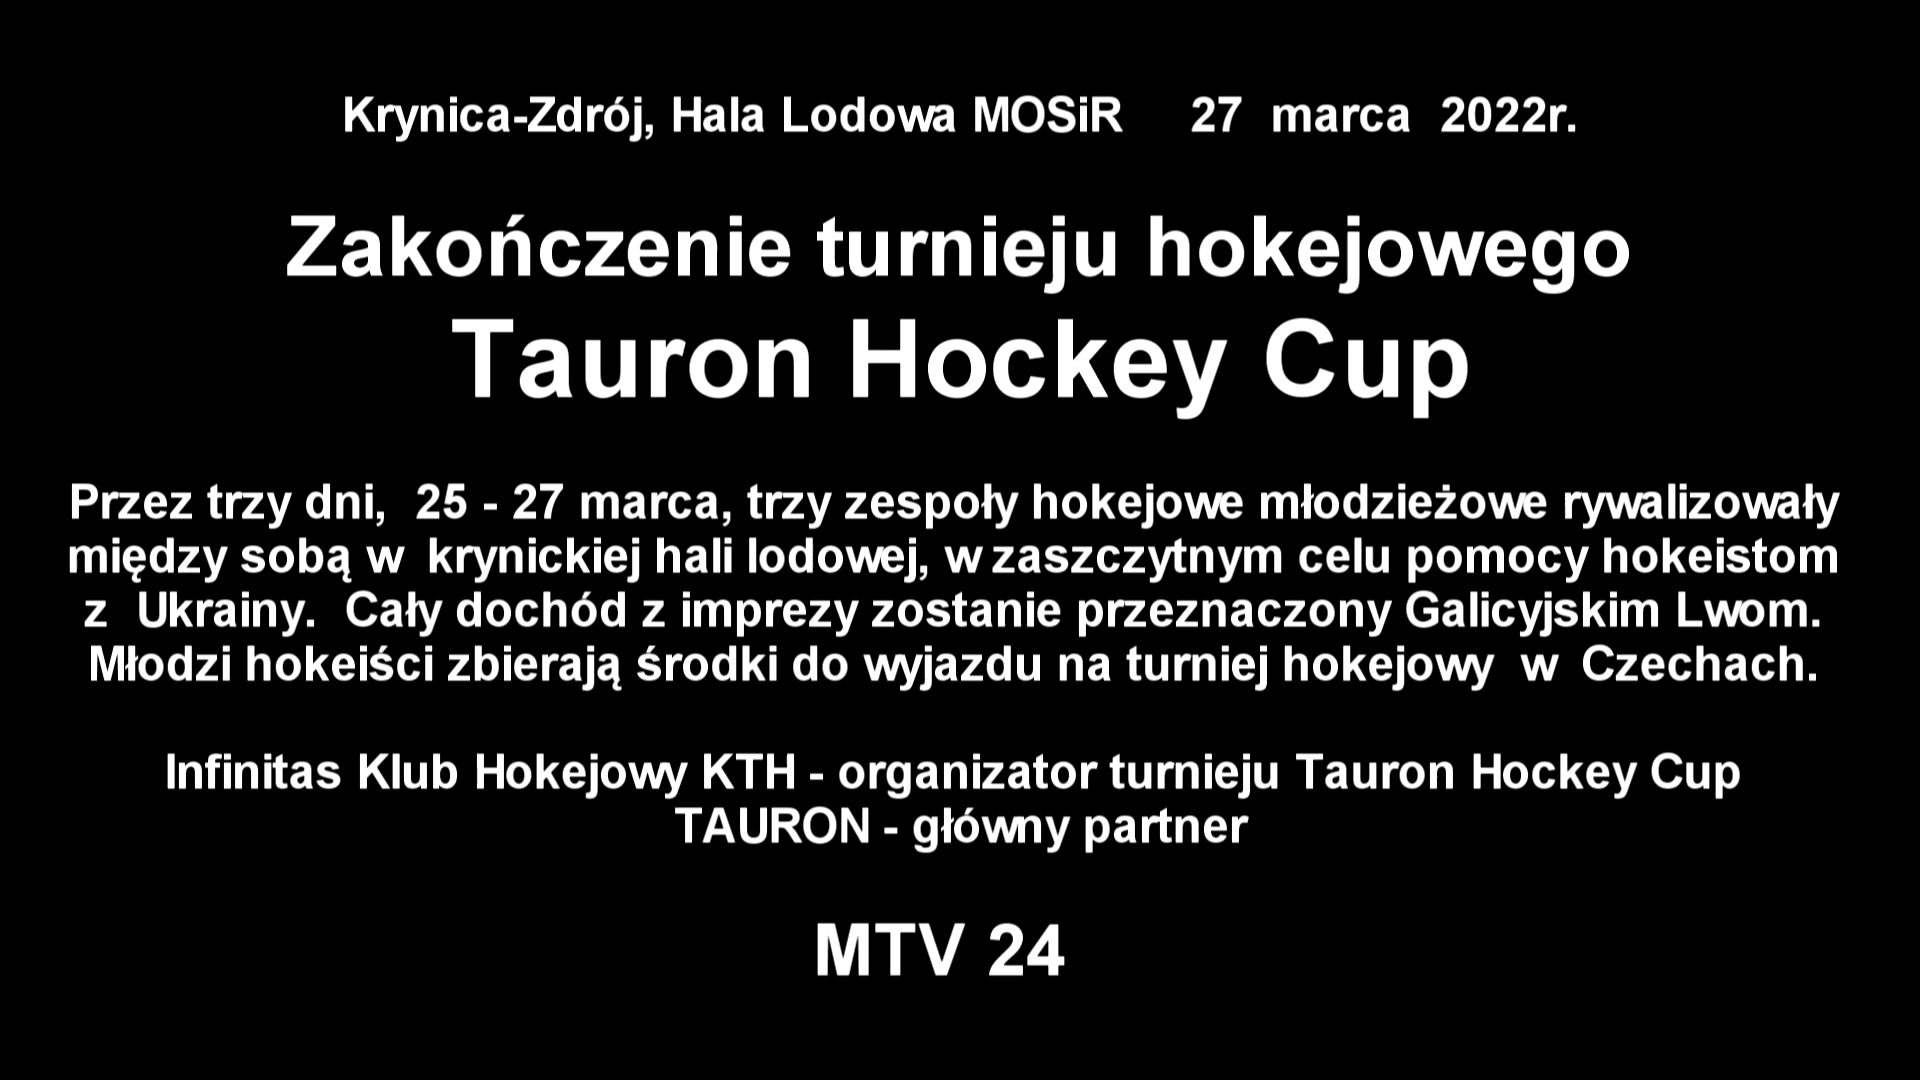 Krynica-Zdrój, Hala Lodowa MOSiR 27 marca 2022r.
Zakończenie turnieju hokejowego
Tauron Hockey Cup
Przez trzy dni, 25 - 27 marca, trzy zespoły hokejowe młodzieżowe rywalizowały
między sobą w krynickiej hali lodowej, w zaszczytnym celu pomocy hokeistom
z Ukrainy. Cały dochód z imprezy zostanie przeznaczony Galicyjskim Lwom.
Młodzi hokeiści zbierają środki do wyjazdu na turniej hokejowy w Czechach.
Infinitas Klub Hokejowy KTH - organizator turnieju Tauron Hockey Cup
TAURON - główny partner
MTV 24